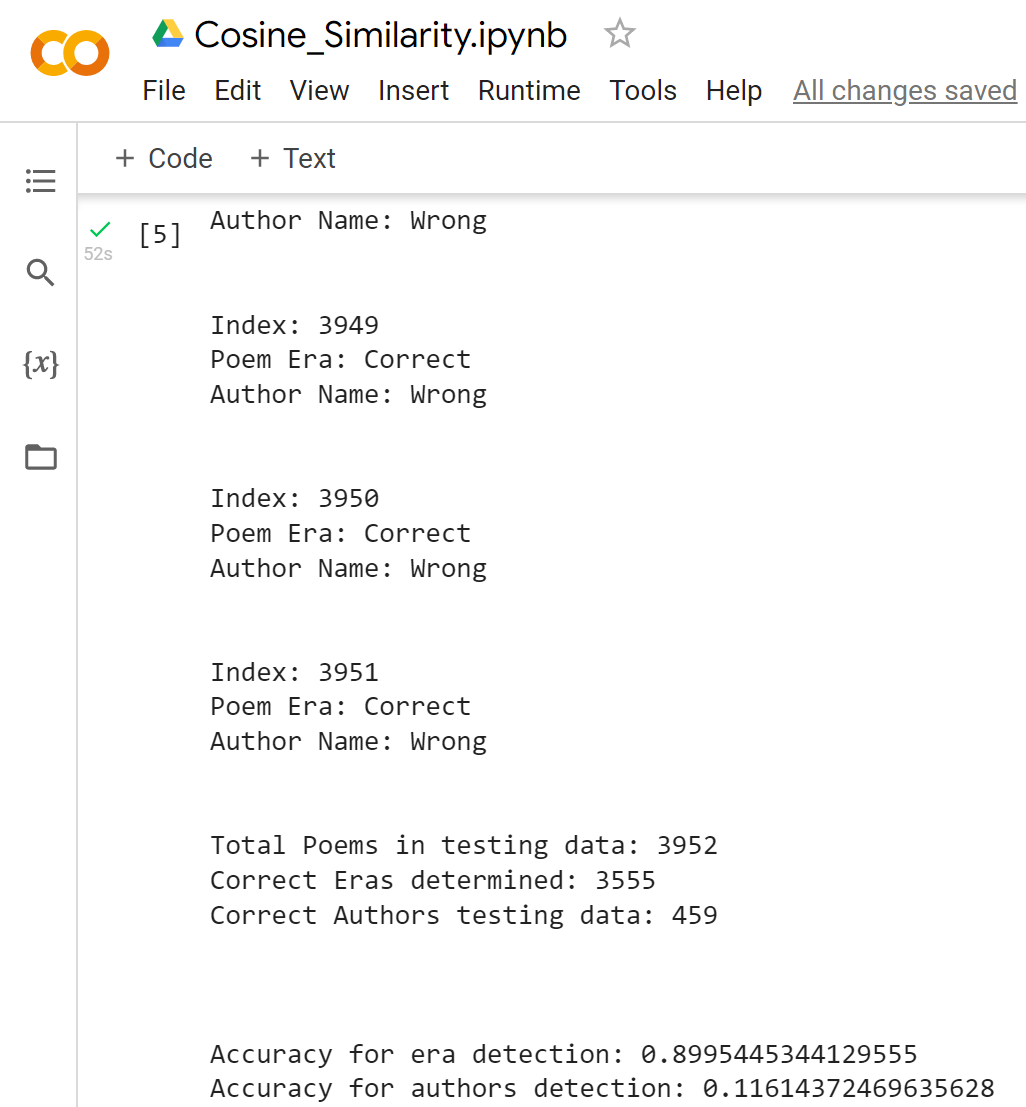 Cosine_Similarity.ipynb
File Edit View Insert Runtime Tools Help All changes saved
+ Code + Text
{x}
52s
[5]
Author Name: Wrong
Index: 3949
Poem Era: Correct
Author Name: Wrong
Index: 3950
Poem Era: Correct
Author Name: Wrong
Index: 3951
Poem Era: Correct
Author Name: Wrong
Total Poems in testing data: 3952
Correct Eras determined: 3555
Correct Authors testing data: 459
Accuracy for era detection: 0.8995445344129555
Accuracy for authors detection: 0.11614372469635628